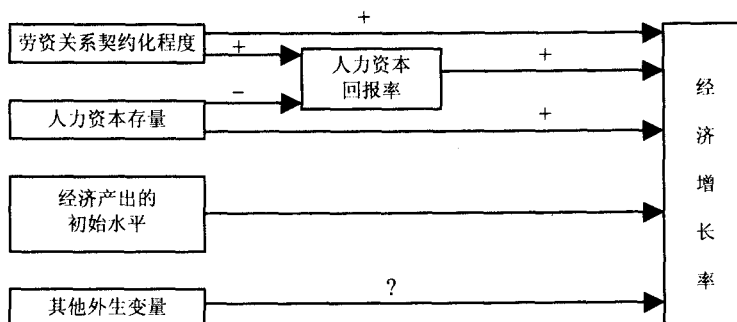 +
劳资关系契约化程度
+
人力资本
回报率
+
−
人力资本存量
+
经济产出的
初始水平
?
其他外生变量
经
济
增
长
率